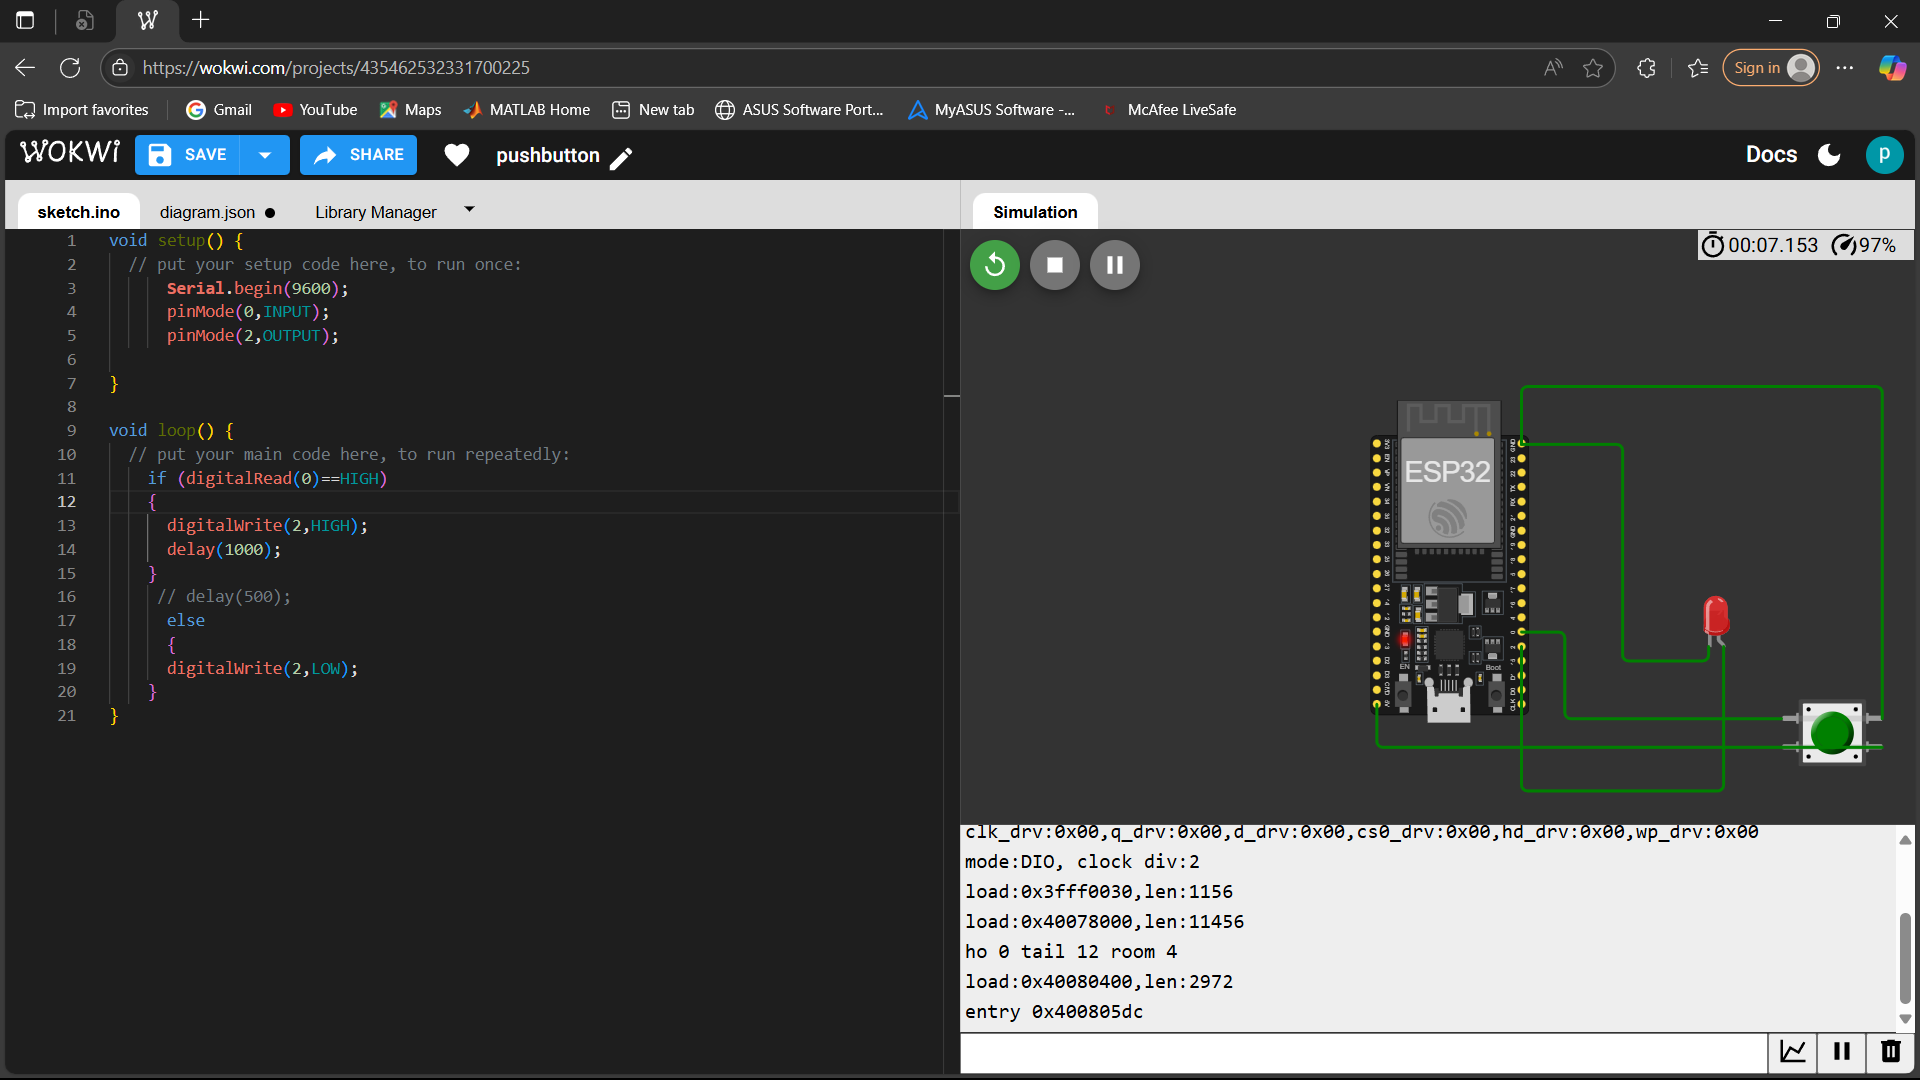 https://wokwi.com/projects/435462532331700225
Sign in
Import favorites
Gmail
YouTube
Maps
MATLAB Home
New tab
ASUS Software Port...
MyASUS Software -...
McAfee LiveSafe
WOKWi
SAVE
SHARE
pushbutton
Docs
p
sketch.ino
diagram.json
Library Manager
Simulation
1 void setup() {
2 // put your setup code here, to run once:
3 Serial.begin(9600);
4 pinMode(0,INPUT);
5 pinMode(2,OUTPUT);
6
7 }
8
9 void loop() {
10 // put your main code here, to run repeatedly:
11 if (digitalRead(0)==HIGH)
12 {
13 digitalWrite(2,HIGH);
14 delay(1000);
15 }
16 // delay(500);
17 else
18 {
19 digitalWrite(2,LOW);
20 }
21 }
00:07.153 97%
ESP32
EN
Boot
clk_drv:0x00,q_drv:0x00,d_drv:0x00,cs0_drv:0x00,hd_drv:0x00,wp_drv:0x00
mode:DIO, clock div:2
load:0x3fff0030,len:1156
load:0x40078000,len:11456
ho 0 tail 12 room 4
load:0x40080400,len:2972
entry 0x400805dc